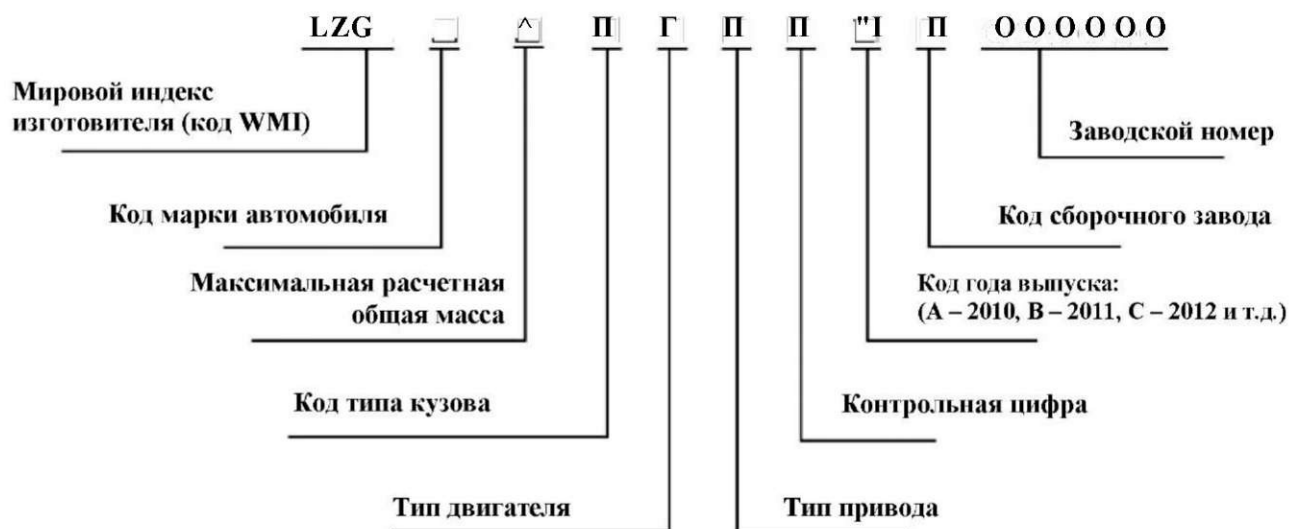 LZG _ ^ П Г П П "I П О О О О О О
Мировой индекс
изготовителя (код WMI)
Заводской номер
Код марки автомобиля
Код сборочного завода
Максимальная расчетная
общая масса
Код года выпуска:
(A – 2010, B – 2011, C – 2012 и т.д.)
Код типа кузова
Контрольная цифра
Тип двигателя
Тип привода